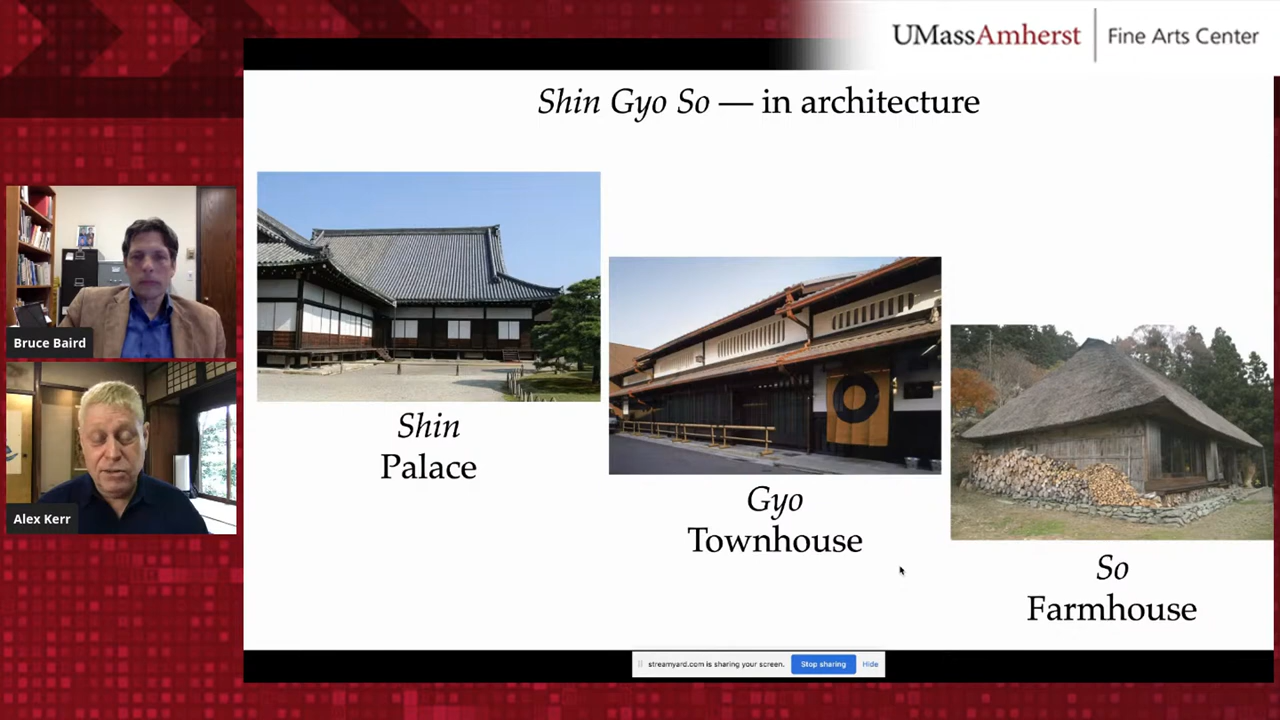 UMassAmherst | Fine Arts Center
Shin Gyo So — in architecture
Bruce Baird
Alex Kerr
Shin
Palace
Gyo
Townhouse
So
Farmhouse
streamyard.com is sharing your screen. Stop sharing Hide